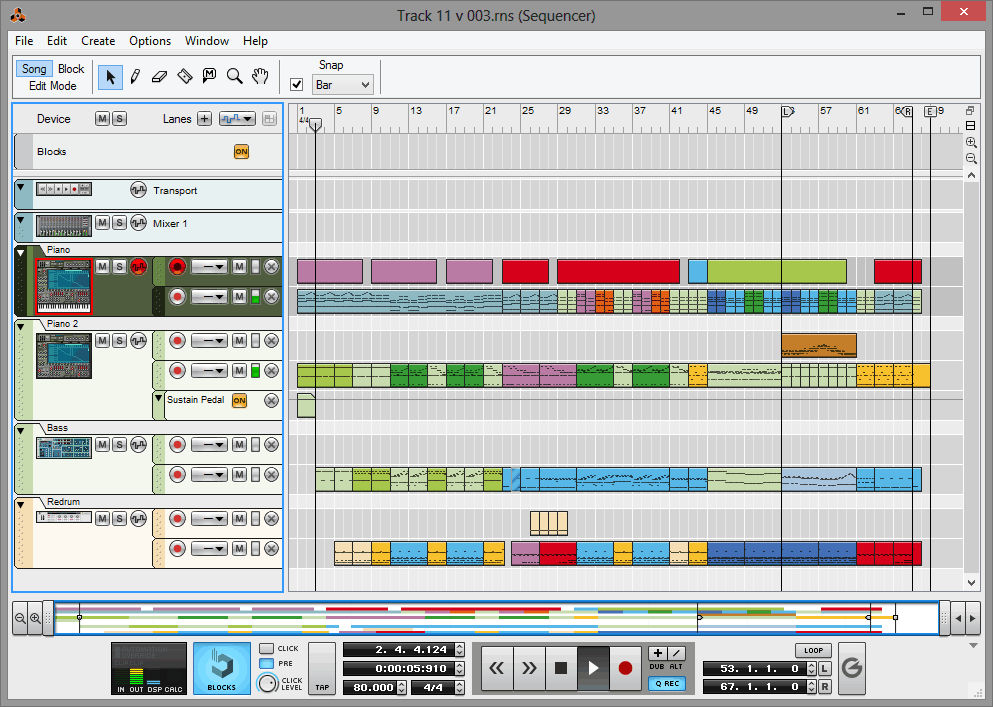 Track 11 v 003.rns (Sequencer)
File Edit Create Options Window Help
Song Block
Edit Mode
Snap
Bar
Device M S Lanes +
1 5 9 13 17 21 25 29 33 37 41 45 49 L 57 61 R E 9
4/4
Blocks ON
Transport
M S Mixer 1
Piano
M S M
M
Piano 2
M S M
M
Sustain Pedal ON
Bass
M S M
M
Redrum
M S M
M
IN OUT DSP CALC
BLOCKS
CLICK
PRE
CLICK
LEVEL
TAP
2. 4. 4.124
0:00:05:910
80.000 4/4
DUB ALT
Q REC
LOOP
53. 1. 1. 0 L
67. 1. 1. 0 R